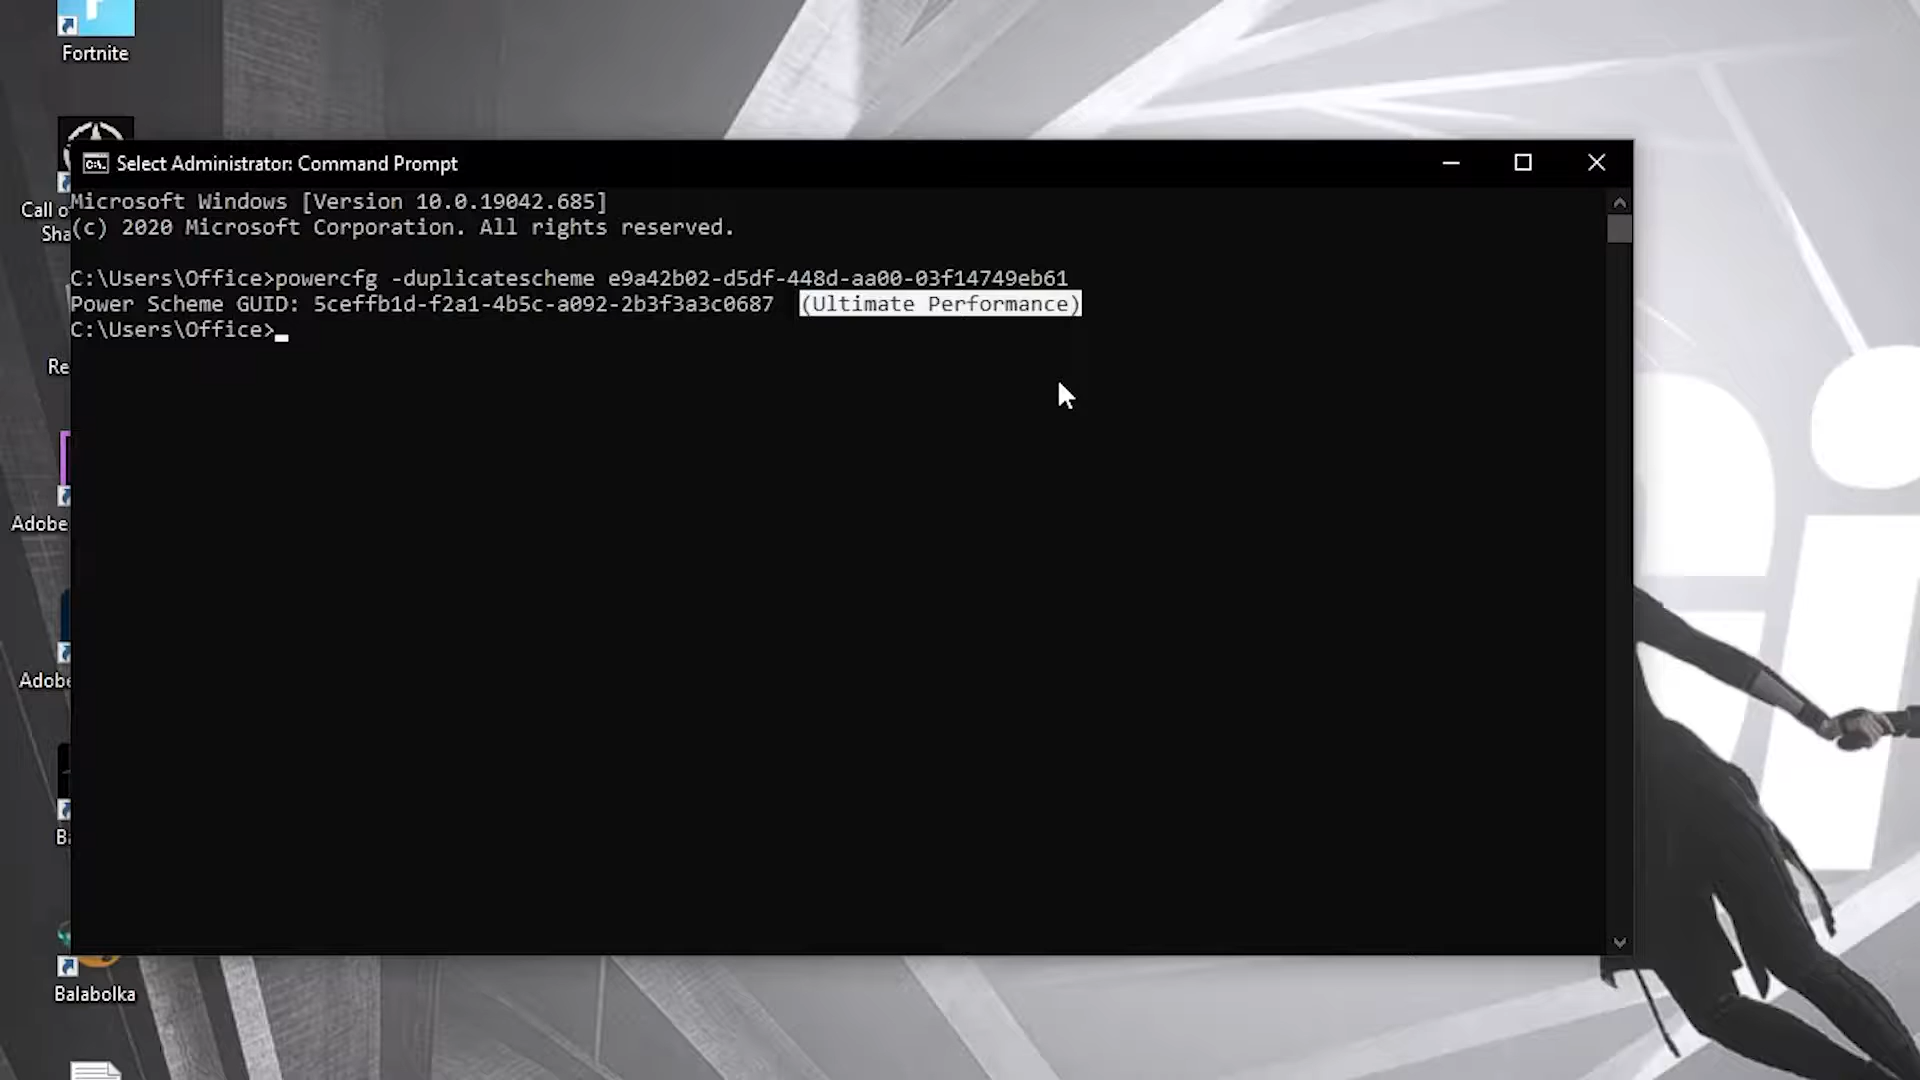 Fortnite
Select Administrator: Command Prompt
Microsoft Windows [Version 10.0.19042.685]
(c) 2020 Microsoft Corporation. All rights reserved.
C:\Users\Office>powercfg -duplicatescheme e9a42b02-d5df-448d-aa00-03f14749eb61
Power Scheme GUID: 5ceffb1d-f2a1-4b5c-a092-2b3f3a3c0687 (Ultimate Performance)
C:\Users\Office>
Call o
Sha
Re
Adobe
Adobe
Ba
Balabolka